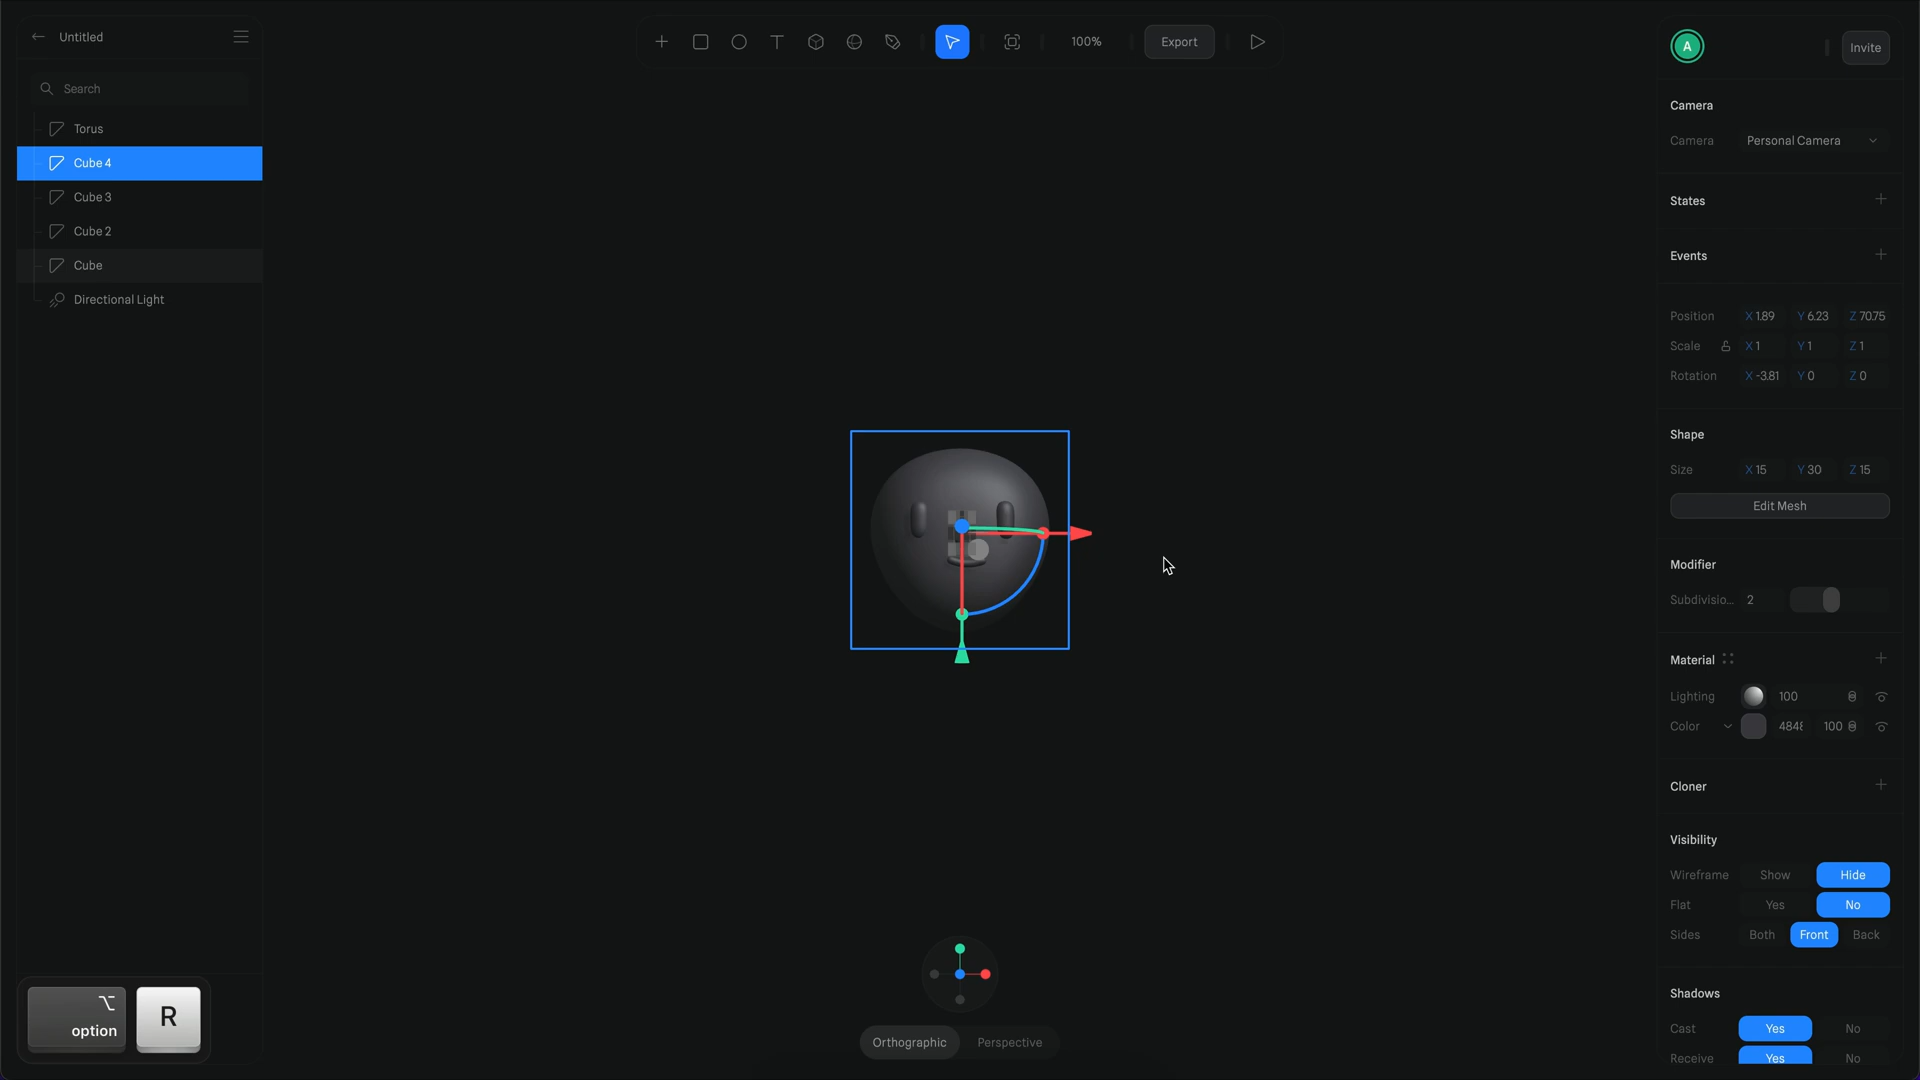 Untitled
100%
Export
A
Invite
Search
Torus
Cube 4
Cube 3
Cube 2
Cube
Directional Light
Camera
Camera Personal Camera
States
Events
Position X 1.89 Y 6.23 Z 70.75
Scale X 1 Y 1 Z 1
Rotation X -3.81 Y 0 Z 0
Shape
Size X 15 Y 30 Z 15
Edit Mesh
Modifier
Subdivisio... 2
Material
Lighting 100
Color 484 100
Cloner
Visibility
Wireframe Show Hide
Flat Yes No
Sides Both Front Back
Shadows
Cast Yes No
Receive Yes No
option
R
Orthographic Perspective